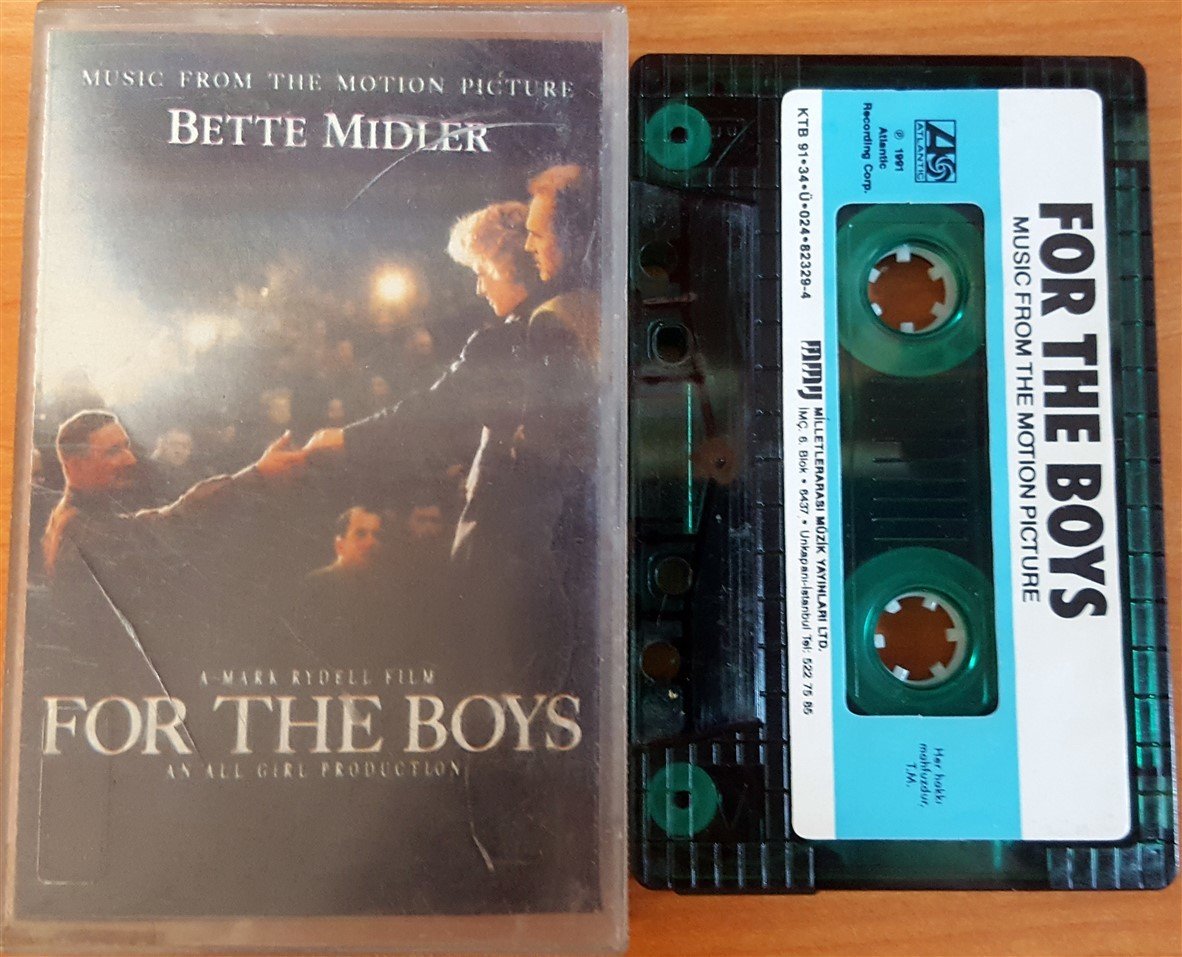 MUSIC FROM THE MOTION PICTURE
BETTE MIDLER
A MARK RYDELL FILM
FOR THE BOYS
AN ALL GIRL PRODUCTION
FOR THE BOYS
MUSIC FROM THE MOTION PICTURE
ATLANTIC
℗ 1991
Atlantic
Recording Corp.
KTB 91•34•Ü•024•82329-4
MMY
MİLLETLERARASI MÜZİK YAYINLARI LTD.
İMÇ. 6. Blok • 6437 • Unkapanı-İstanbul Tel: 522 75 65
Her hakkı
mahfuzdur.
T.M.